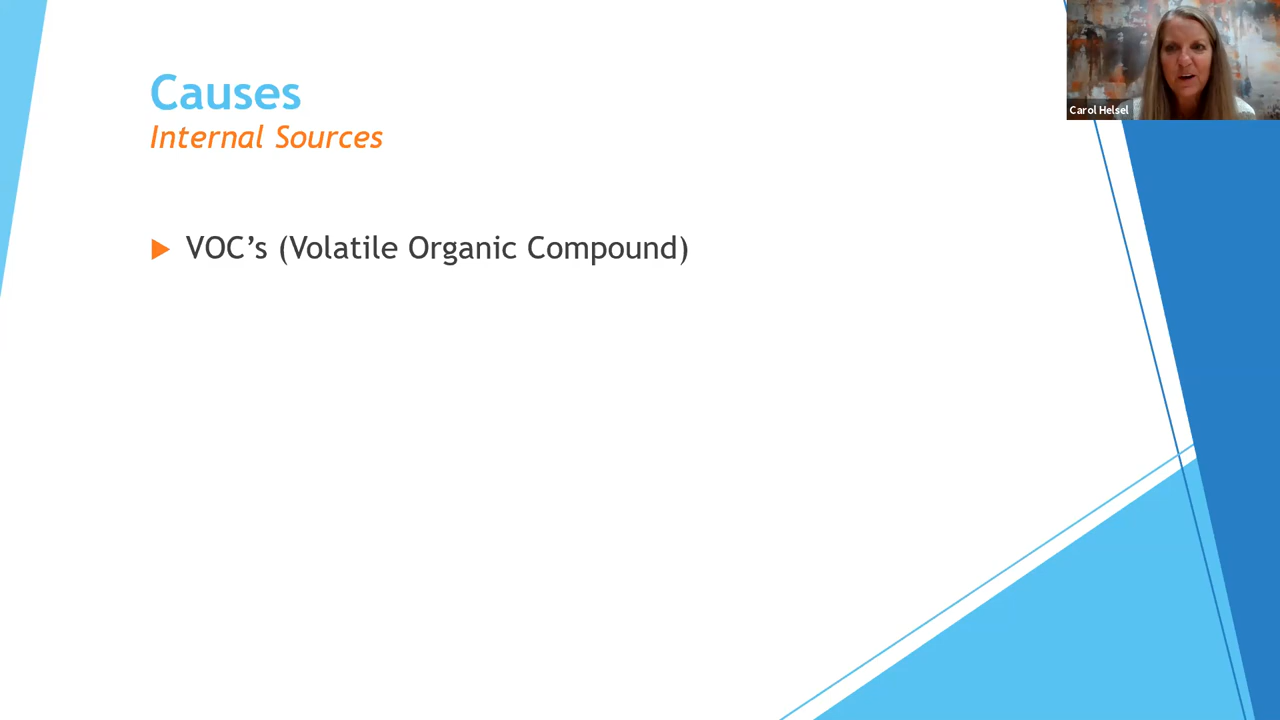 Causes
Internal Sources
VOC’s (Volatile Organic Compound)
Carol Helsel